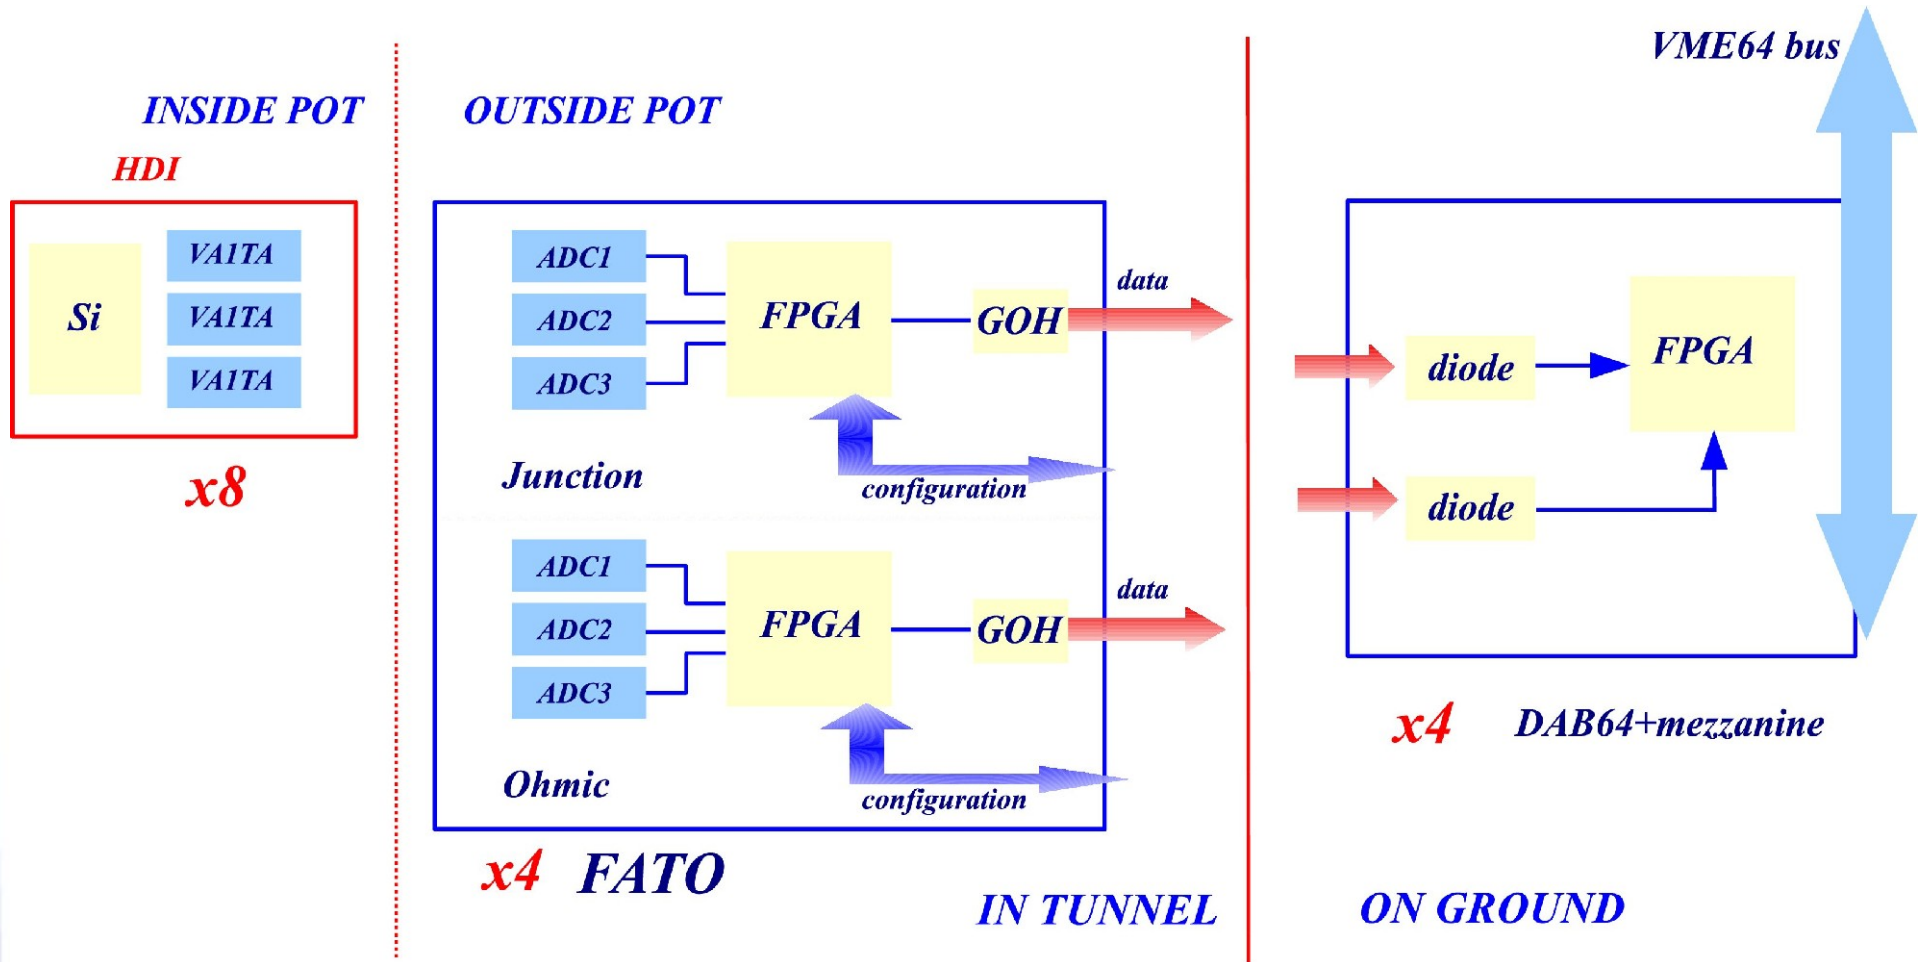 VME64 bus
INSIDE POT
OUTSIDE POT
HDI
Si
VA1TA
VA1TA
VA1TA
x8
ADC1
ADC2
ADC3
FPGA
GOH
data
Junction
configuration
ADC1
ADC2
ADC3
FPGA
GOH
data
Ohmic
configuration
x4 FATO
IN TUNNEL
diode
FPGA
diode
x4 DAB64+mezzanine
ON GROUND